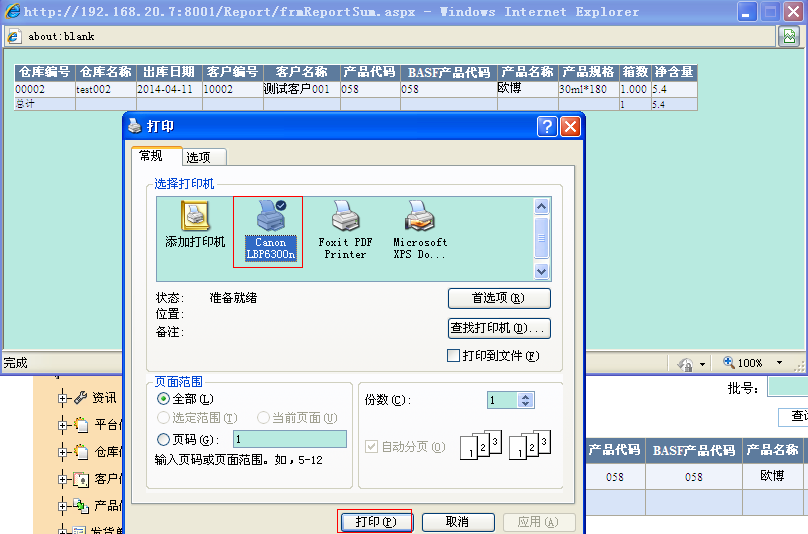 http://192.168.20.7:8001/Report/frmReportSum.aspx - Windows Internet Explorer
about:blank
仓库编号 仓库名称 出库日期 客户编号 客户名称 产品代码 BASF产品代码 产品名称 产品规格 箱数 净含量
00002 test002 2014-04-11 10002 测试客户001 058 058 欧博 30ml*180 1.000 5.4
总计 1 5.4
打印
常规 选项
选择打印机
添加打印机
Canon LBP6300n
Foxit PDF Printer
Microsoft XPS Do...
状态: 准备就绪
位置:
备注:
首选项(R)
查找打印机(D)...
打印到文件(F)
页面范围
全部(L)
选定范围(T) 当前页面(U)
页码(G): 1
输入页码或页面范围。如，5-12
份数(C): 1
自动分页(O)
1 2 3 1 2 3
打印(P) 取消 应用(A)
完成
100%
资讯
平台
仓库
客户
产品
发货单
批号:
产品代码 BASF产品代码 产品名称
058 058 欧博